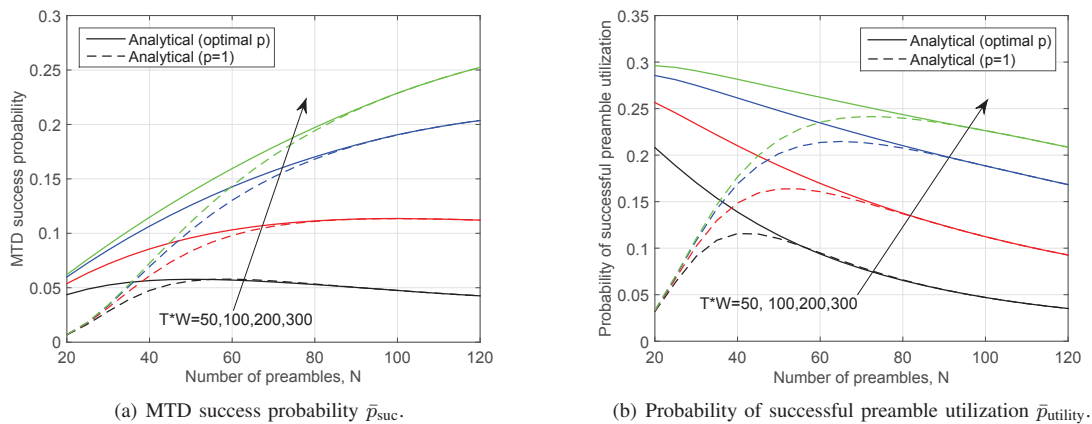 0.3
0.25
0.2
0.15
0.1
0.05
0
MTD success probability
Analytical (optimal p)
Analytical (p=1)
T*W=50,100,200,300
20 40 60 80 100 120
Number of preambles, N
(a) MTD success probability p̄suc.
0.35
0.3
0.25
0.2
0.15
0.1
0.05
0
Probability of successful preamble utilization
Analytical (optimal p)
Analytical (p=1)
T*W=50, 100,200,300
20 40 60 80 100 120
Number of preambles, N
(b) Probability of successful preamble utilization p̄utility.